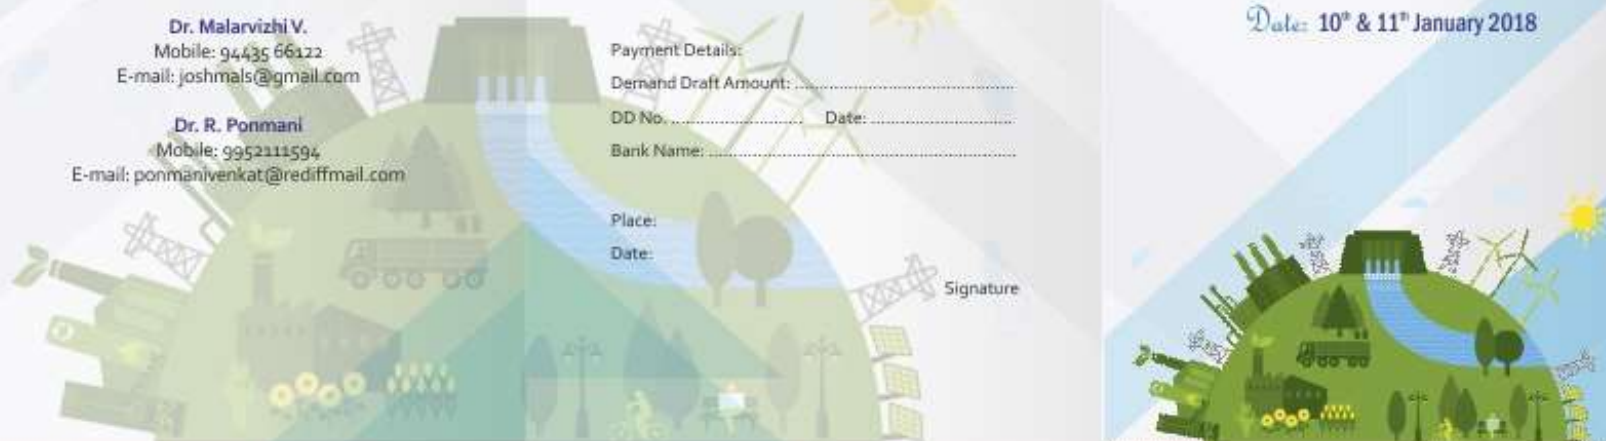 Dr. Malarvizhi V.
Mobile: 94435 66122
E-mail: joshmals@gmail.com
Dr. R. Ponmani
Mobile: 9952111594
E-mail: ponmanivenkat@rediffmail.com
Payment Details:
Demand Draft Amount: ......................................................
DD No. ................................ Date: ...................................
Bank Name: ............................................................................
Place:
Date:
Signature
Date: 10th & 11th January 2018